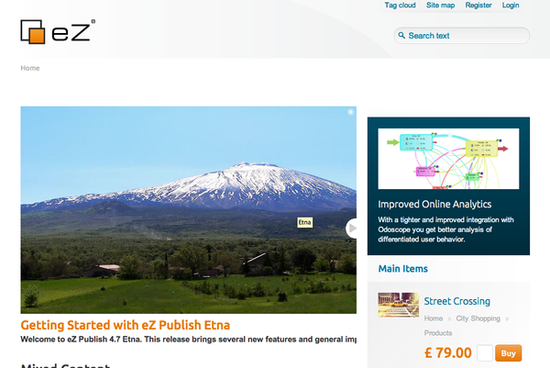 Tag cloud Site map Register Login
eZ
Search text
Home
Etna
Getting Started with eZ Publish Etna
Welcome to eZ Publish 4.7 Etna. This release brings several new features and general imp
Mixed Content
Improved Online Analytics
With a tighter and improved integration with
Odoscope you get better analysis of
differentiated user behavior.
Main Items
Street Crossing
Home » City Shopping »
Products
£ 79.00 Buy